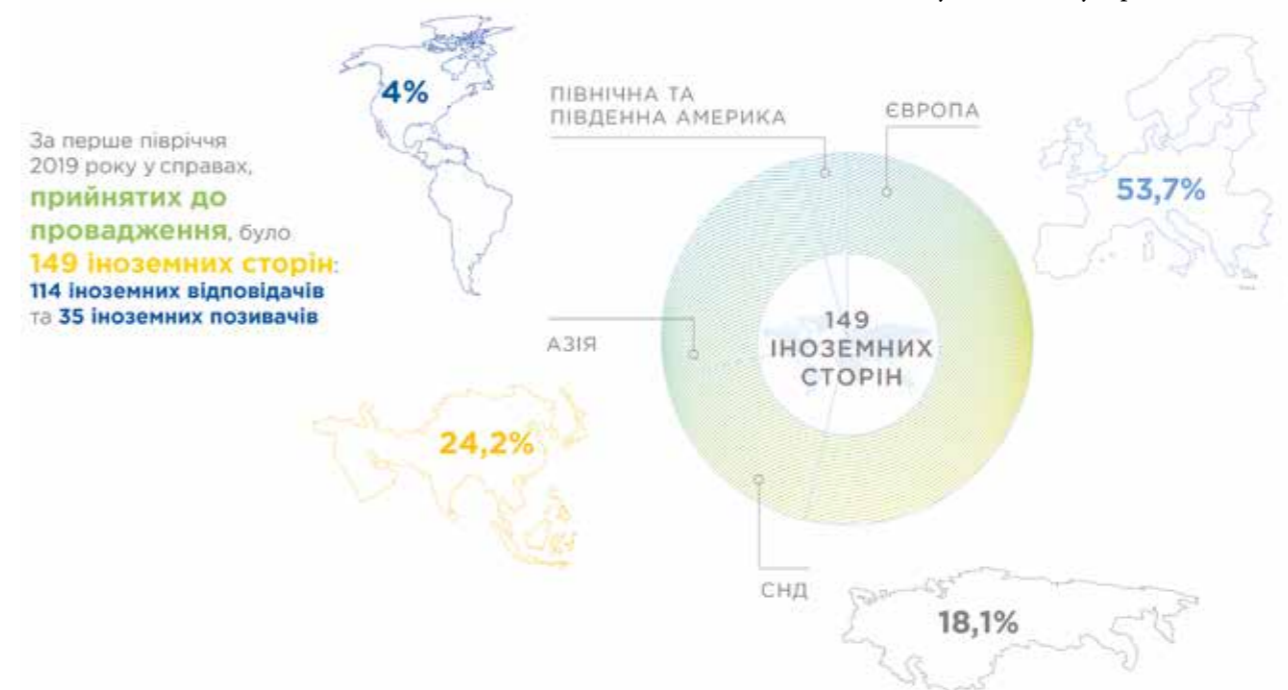 4%
ПІВНІЧНА ТА
ПІВДЕННА АМЕРИКА
ЄВРОПА
53,7%
За перше півріччя
2019 року у справах,
прийнятих до
провадження, було
149 іноземних сторін:
114 іноземних відповідачів
та 35 іноземних позивачів
149
ІНОЗЕМНИХ
СТОРІН
АЗІЯ
24,2%
СНД
18,1%